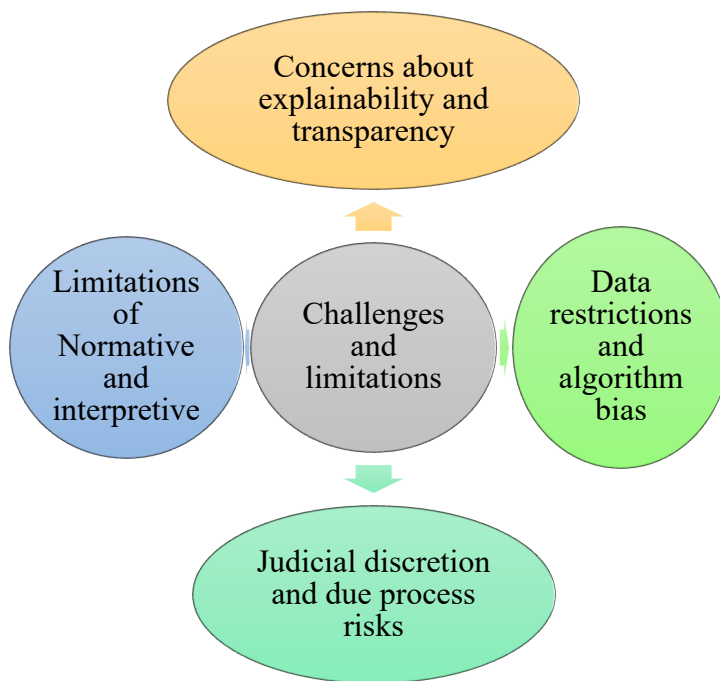 Concerns about
explainability and
transparency
Limitations
of
Normative
and
interpretive
Challenges
and
limitations
Data
restrictions
and
algorithm
bias
Judicial discretion
and due process
risks